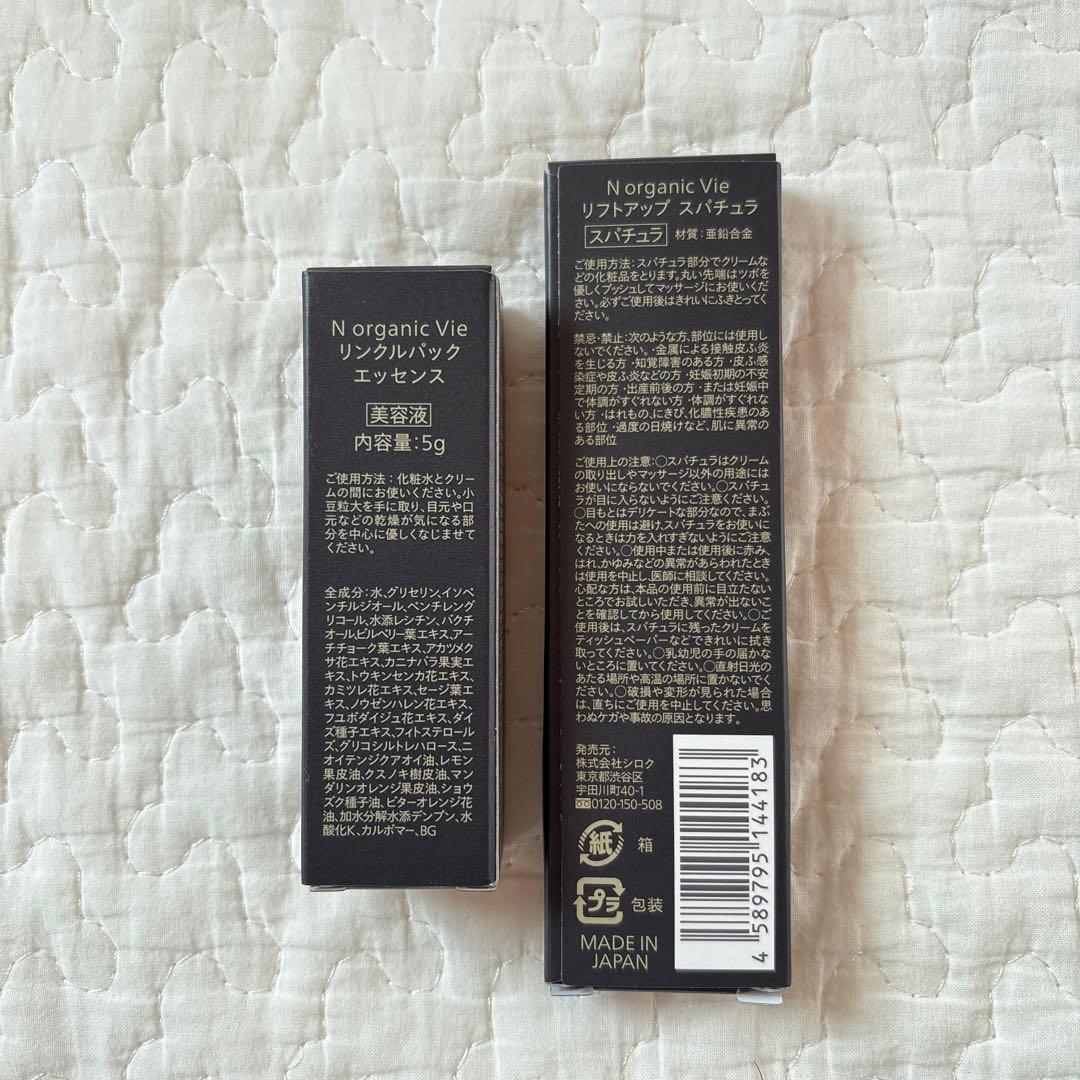 N organic Vie
リンクルパック
エッセンス
美容液
内容量:5g
ご使用方法:化粧水とクリー
ムの間にお使いください。小
豆粒大を手に取り、目元や口
元などの乾燥が気になる部
分を中心に優しくなじませて
ください。
全成分:水、グリセリン、イソペ
ンチルジオール、ペンチレング
リコール、水添レシチン、バクチ
オール、ビルベリー葉エキス、アー
チチョーク葉エキス、アカツメク
サ花エキス、カニナバラ果実エ
キス、トウキンセンカ花エキス、
カミツレ花エキス、セージ葉エ
キス、ノウゼンハレン花エキス、
フユボダイジュ花エキス、ダイ
ズ種子エキス、フィトステロール
ズ、グリコシルトレハロース、ニ
オイテンジクアオイ油、レモン
果皮油、クスノキ樹皮油、マン
ダリンオレンジ果皮油、ショウ
ズク種子油、ビターオレンジ花
油、加水分解水添デンプン、水
酸化K、カルボマー、BG
N organic Vie
リフトアップ スパチュラ
スパチュラ 材質:亜鉛合金
ご使用方法:スパチュラ部分でクリームな
どの化粧品をとります。丸い先端はツボを
優しくプッシュしてマッサージにお使いくだ
さい。必ずご使用後はきれいにふきとってく
ださい。
禁忌・禁止:次のような方、部位には使用し
ないでください。・金属による接触皮ふ炎
を生じる方 ・知覚障害のある方 ・皮ふ感
染症や皮ふ炎などの方 ・妊娠初期の不安
定期の方 ・出産前後の方 ・または妊娠中
で体調がすぐれない方 ・体調がすぐれな
い方 ・はれもの、にきび、化膿性疾患のあ
る部位 ・過度の日焼けなど、肌に異常の
ある部位
ご使用上の注意:○スパチュラはクリーム
の取り出しやマッサージ以外の用途には
お使いにならないでください。○スパチュ
ラが目に入らないようにご注意ください。
○目もとはデリケートな部分なので、まぶ
たへの使用は避け、スパチュラをお使いに
なるときは力を入れすぎないようにご注意
ください。○使用中または使用後に赤み、
はれ、かゆみなどの異常があらわれたとき
は使用を中止し、医師に相談してください。
心配な方は、本品の使用前に目立たない
ところでお試しいただき、異常が出ないこ
とを確認してから使用してください。○ご
使用後は、スパチュラに残ったクリームを
ティッシュペーパーなどできれいに拭き
取ってください。○乳幼児の手の届かな
いところに置いてください。○直射日光の
あたる場所や高温の場所に置かないでく
ださい。○破損や変形が見られた場合
は、直ちにご使用を中止してください。思
わぬケガや事故の原因となります。
発売元:
株式会社シロク
東京都渋谷区
宇田川町40-1
0120-150-508
紙 箱
プラ 包装
MADE IN
JAPAN
4 589795 144183